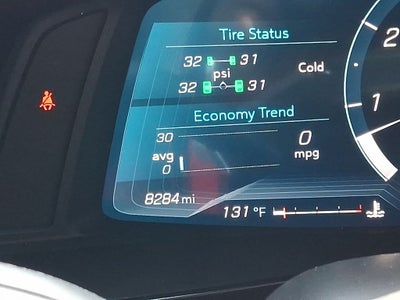 Tire Status
32 31
psi Cold
32 31
Economy Trend
30
avg 0 mpg
0
8284 mi
131 °F
2
1